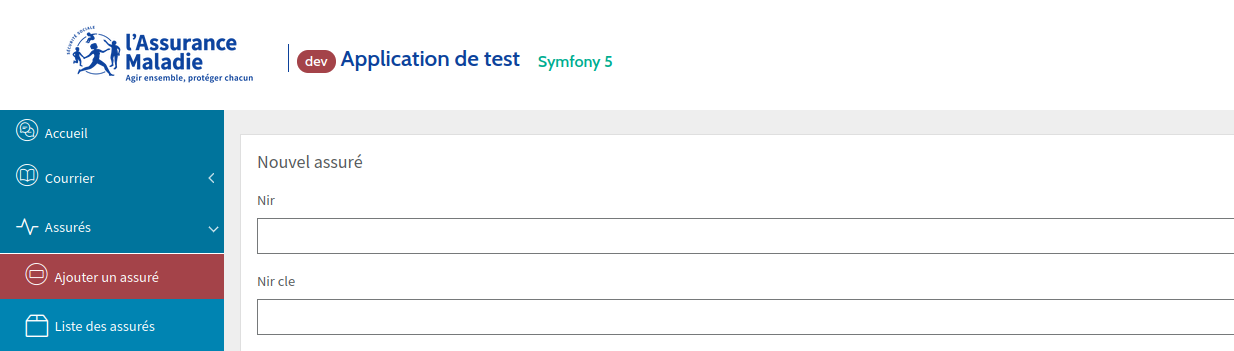 SÉCURITÉ SOCIALE
l'Assurance
Maladie
Agir ensemble, protéger chacun
dev Application de test Symfony 5
Accueil
Courrier
Assurés
Ajouter un assuré
Liste des assurés
Nouvel assuré
Nir
Nir cle